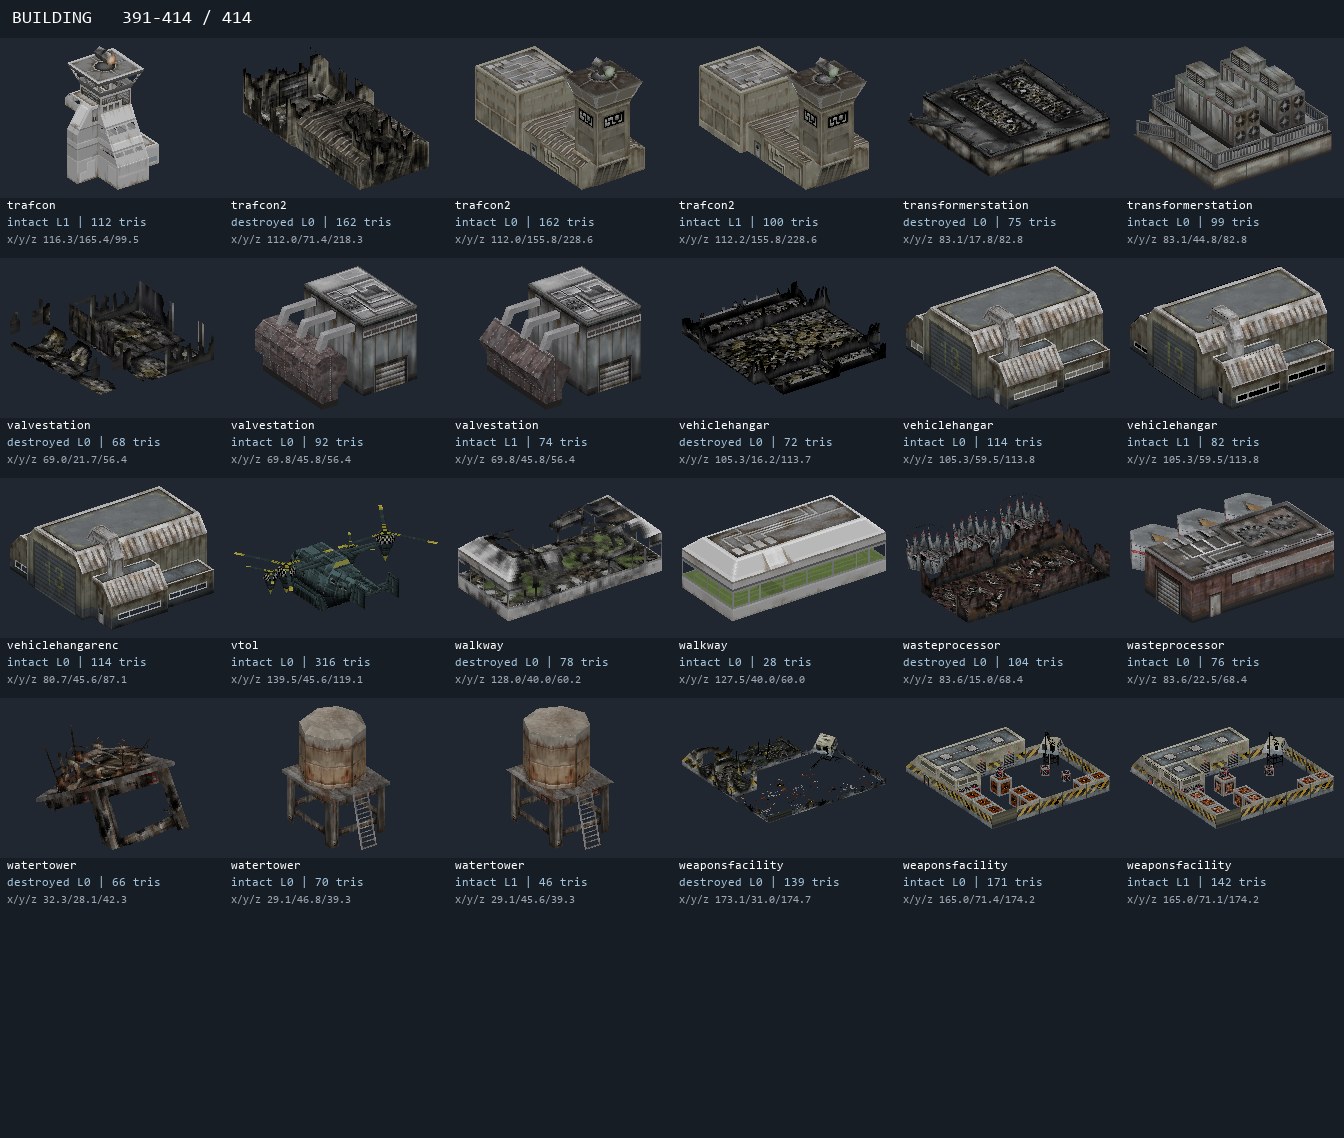 BUILDING 391-414 / 414
trafcon
intact L1 | 112 tris
x/y/z 116.3/165.4/99.5
trafcon2
destroyed L0 | 162 tris
x/y/z 112.0/71.4/218.3
trafcon2
intact L0 | 162 tris
x/y/z 112.0/155.8/228.6
trafcon2
intact L1 | 100 tris
x/y/z 112.2/155.8/228.6
transformerstation
destroyed L0 | 75 tris
x/y/z 83.1/17.8/82.8
transformerstation
intact L0 | 99 tris
x/y/z 83.1/44.8/82.8
valvestation
destroyed L0 | 68 tris
x/y/z 69.0/21.7/56.4
valvestation
intact L0 | 92 tris
x/y/z 69.8/45.8/56.4
valvestation
intact L1 | 74 tris
x/y/z 69.8/45.8/56.4
vehiclehangar
destroyed L0 | 72 tris
x/y/z 105.3/16.2/113.7
vehiclehangar
intact L0 | 114 tris
x/y/z 105.3/59.5/113.8
vehiclehangar
intact L1 | 82 tris
x/y/z 105.3/59.5/113.8
vehiclehangarenc
intact L0 | 114 tris
x/y/z 80.7/45.6/87.1
vtol
intact L0 | 316 tris
x/y/z 139.5/45.6/119.1
walkway
destroyed L0 | 78 tris
x/y/z 128.0/40.0/60.2
walkway
intact L0 | 28 tris
x/y/z 127.5/40.0/60.0
wasteprocessor
destroyed L0 | 104 tris
x/y/z 83.6/15.0/68.4
wasteprocessor
intact L0 | 76 tris
x/y/z 83.6/22.5/68.4
watertower
destroyed L0 | 66 tris
x/y/z 32.3/28.1/42.3
watertower
intact L0 | 70 tris
x/y/z 29.1/46.8/39.3
watertower
intact L1 | 46 tris
x/y/z 29.1/45.6/39.3
weaponsfacility
destroyed L0 | 139 tris
x/y/z 173.1/31.0/174.7
weaponsfacility
intact L0 | 171 tris
x/y/z 165.0/71.4/174.2
weaponsfacility
intact L1 | 142 tris
x/y/z 165.0/71.1/174.2